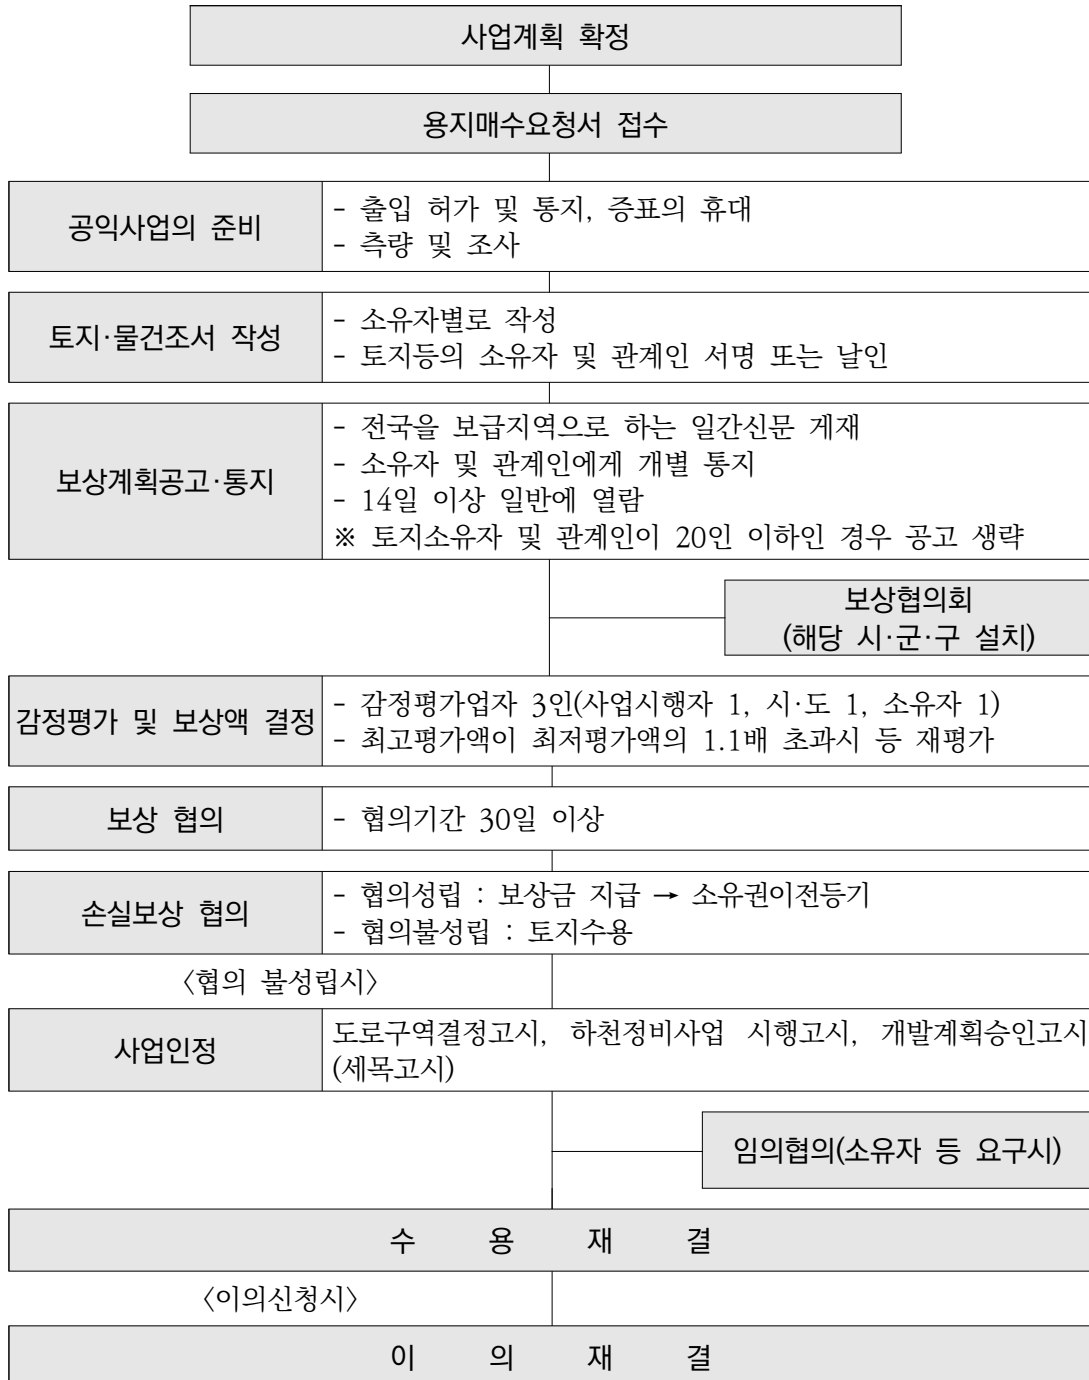 사업계획 확정
용지매수요청서 접수
공익사업의 준비
- 출입 허가 및 통지, 증표의 휴대
- 측량 및 조사
토지·물건조서 작성
- 소유자별로 작성
- 토지등의 소유자 및 관계인 서명 또는 날인
보상계획공고·통지
- 전국을 보급지역으로 하는 일간신문 게재
- 소유자 및 관계인에게 개별 통지
- 14일 이상 일반에 열람
※ 토지소유자 및 관계인이 20인 이하인 경우 공고 생략
보상협의회
(해당 시·군·구 설치)
감정평가 및 보상액 결정
- 감정평가업자 3인(사업시행자 1, 시·도 1, 소유자 1)
- 최고평가액이 최저평가액의 1.1배 초과시 등 재평가
보상 협의
- 협의기간 30일 이상
손실보상 협의
- 협의성립 : 보상금 지급 → 소유권이전등기
- 협의불성립 : 토지수용
〈협의 불성립시〉
사업인정
도로구역결정고시, 하천정비사업 시행고시, 개발계획승인고시
(세목고시)
임의협의(소유자 등 요구시)
수 용 재 결
〈이의신청시〉
이 의 재 결